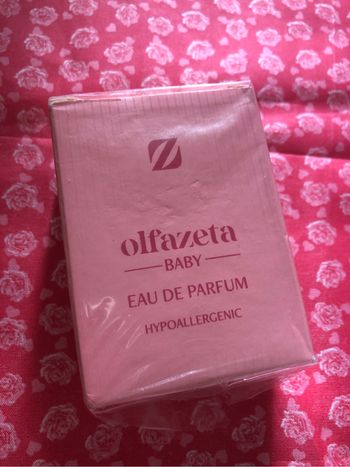 Z
olfazeta
BABY
EAU DE PARFUM
HYPOALLERGENIC